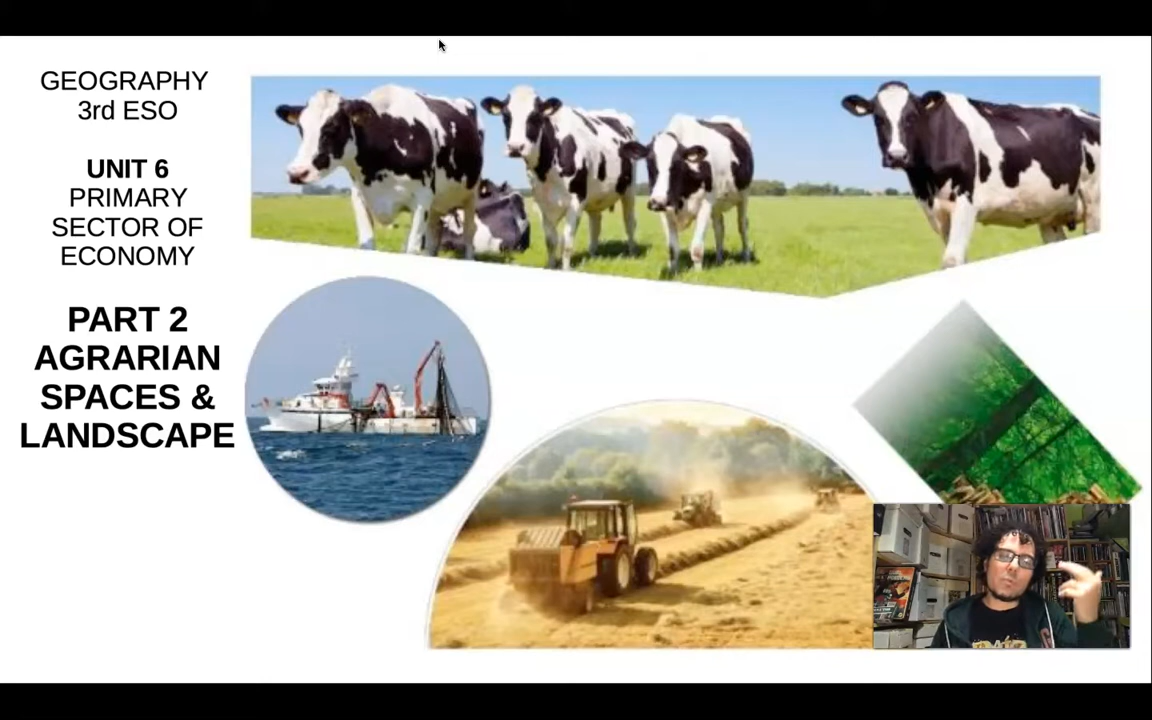 GEOGRAPHY
3rd ESO
UNIT 6
PRIMARY
SECTOR OF
ECONOMY
PART 2
AGRARIAN
SPACES &
LANDSCAPE